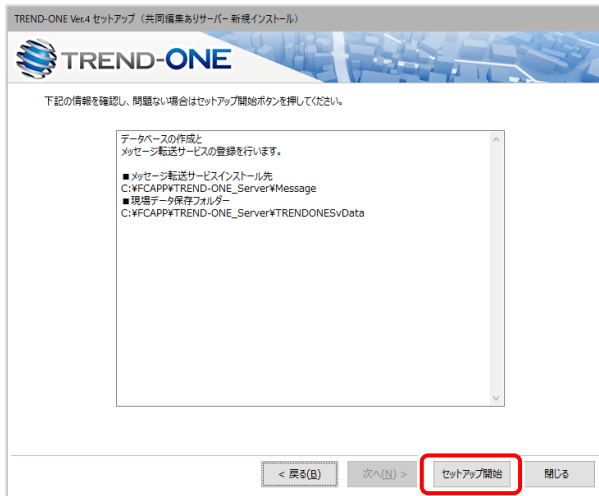 TREND-ONE Ver.4 セットアップ（共同編集ありサーバー 新規インストール）
TREND-ONE
下記の情報を確認し、問題ない場合はセットアップ開始ボタンを押してください。
データベースの作成と
メッセージ転送サービスの登録を行います。
■メッセージ転送サービスインストール先
C:¥FCAPP¥TREND-ONE_Server¥Message
■現場データ保存フォルダー
C:¥FCAPP¥TREND-ONE_Server¥TRENDONESvData
< 戻る(B) 次へ(N) > セットアップ開始 閉じる